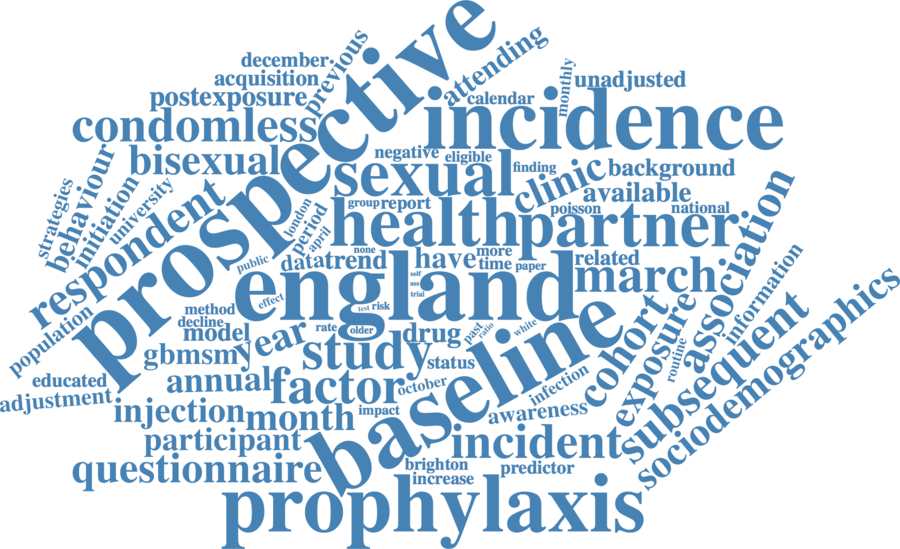 december
previous
prospective
attending
monthly
unadjusted
acquisition
postexposure
calendar
condomless
incidence
bisexual
negative
eligible
finding
sexual
clinic
background
available
strategies
behaviour
initiation
university
respondent
london
period
april
group
report
poisson
national
health
partner
association
public
none
data
trend
have
more
time
paper
related
march
self
am
trial
england
information
sociodemographics
population
method
decline
effect
test
risk
model
year
rate
older
drug
past
ratio
white
baseline
cohort
exposure
routine
subsequent
gbmsm
study
status
educated
adjustment
annual
factor
october
infection
injection
month
impact
awareness
participant
incident
questionnaire
brighton
predictor
increase
prophylaxis